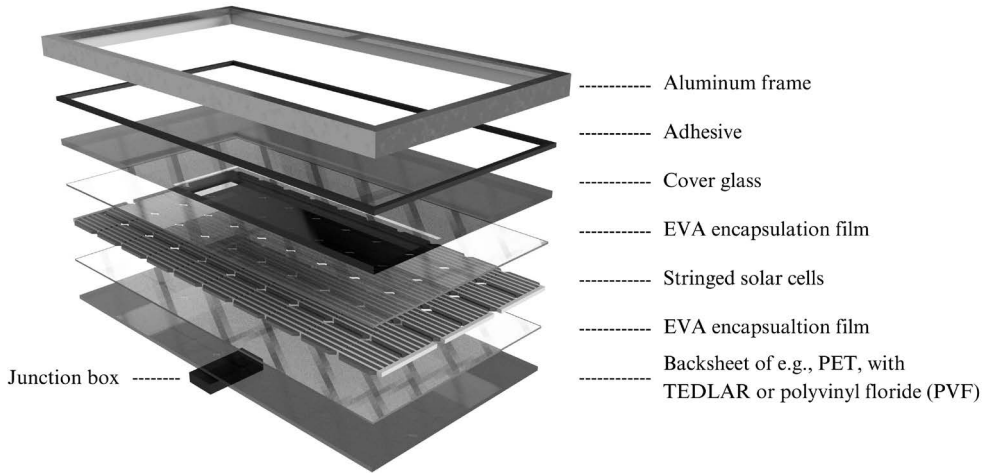 Aluminum frame
Adhesive
Cover glass
EVA encapsulation film
Stringed solar cells
EVA encapsualtion film
Junction box
Backsheet of e.g., PET, with
TEDLAR or polyvinyl floride (PVF)